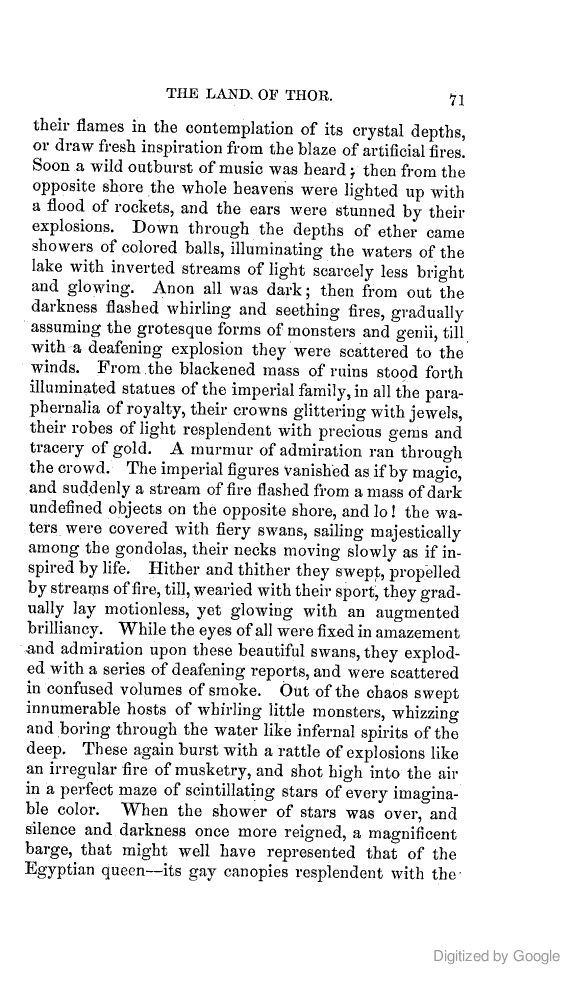 THE LAND. OF THOR. 71
their flames in the contemplation of its crystal depths,
or draw fresh inspiration from the blaze of artificial fires.
Soon a wild outburst of music was heard; then from the
opposite shore the whole heavens were lighted up with
a flood of rockets, and the ears were stunned by their
explosions. Down through the depths of ether came
showers of colored balls, illuminating the waters of the
lake with inverted streams of light scarcely less bright
and glowing. Anon all was dark; then from out the
darkness flashed whirling and seething fires, gradually
assuming the grotesque forms of monsters and genii, till
with a deafening explosion they were scattered to the
winds. From the blackened mass of ruins stood forth
illuminated statues of the imperial family, in all the para-
phernalia of royalty, their crowns glittering with jewels,
their robes of light resplendent with precious gems and
tracery of gold. A murmur of admiration ran through
the crowd. The imperial figures vanished as if by magic,
and suddenly a stream of fire flashed from a mass of dark
undefined objects on the opposite shore, and lo! the wa-
ters were covered with fiery swans, sailing majestically
among the gondolas, their necks moving slowly as if in-
spired by life. Hither and thither they swept, propelled
by streams of fire, till, wearied with their sport, they grad-
ually lay motionless, yet glowing with an augmented
brilliancy. While the eyes of all were fixed in amazement
and admiration upon these beautiful swans, they explod-
ed with a series of deafening reports, and were scattered
in confused volumes of smoke. Out of the chaos swept
innumerable hosts of whirling little monsters, whizzing
and boring through the water like infernal spirits of the
deep. These again burst with a rattle of explosions like
an irregular fire of musketry, and shot high into the air
in a perfect maze of scintillating stars of every imagina-
ble color. When the shower of stars was over, and
silence and darkness once more reigned, a magnificent
barge, that might well have represented that of the
Egyptian queen—its gay canopies resplendent with the
Digitized by Google